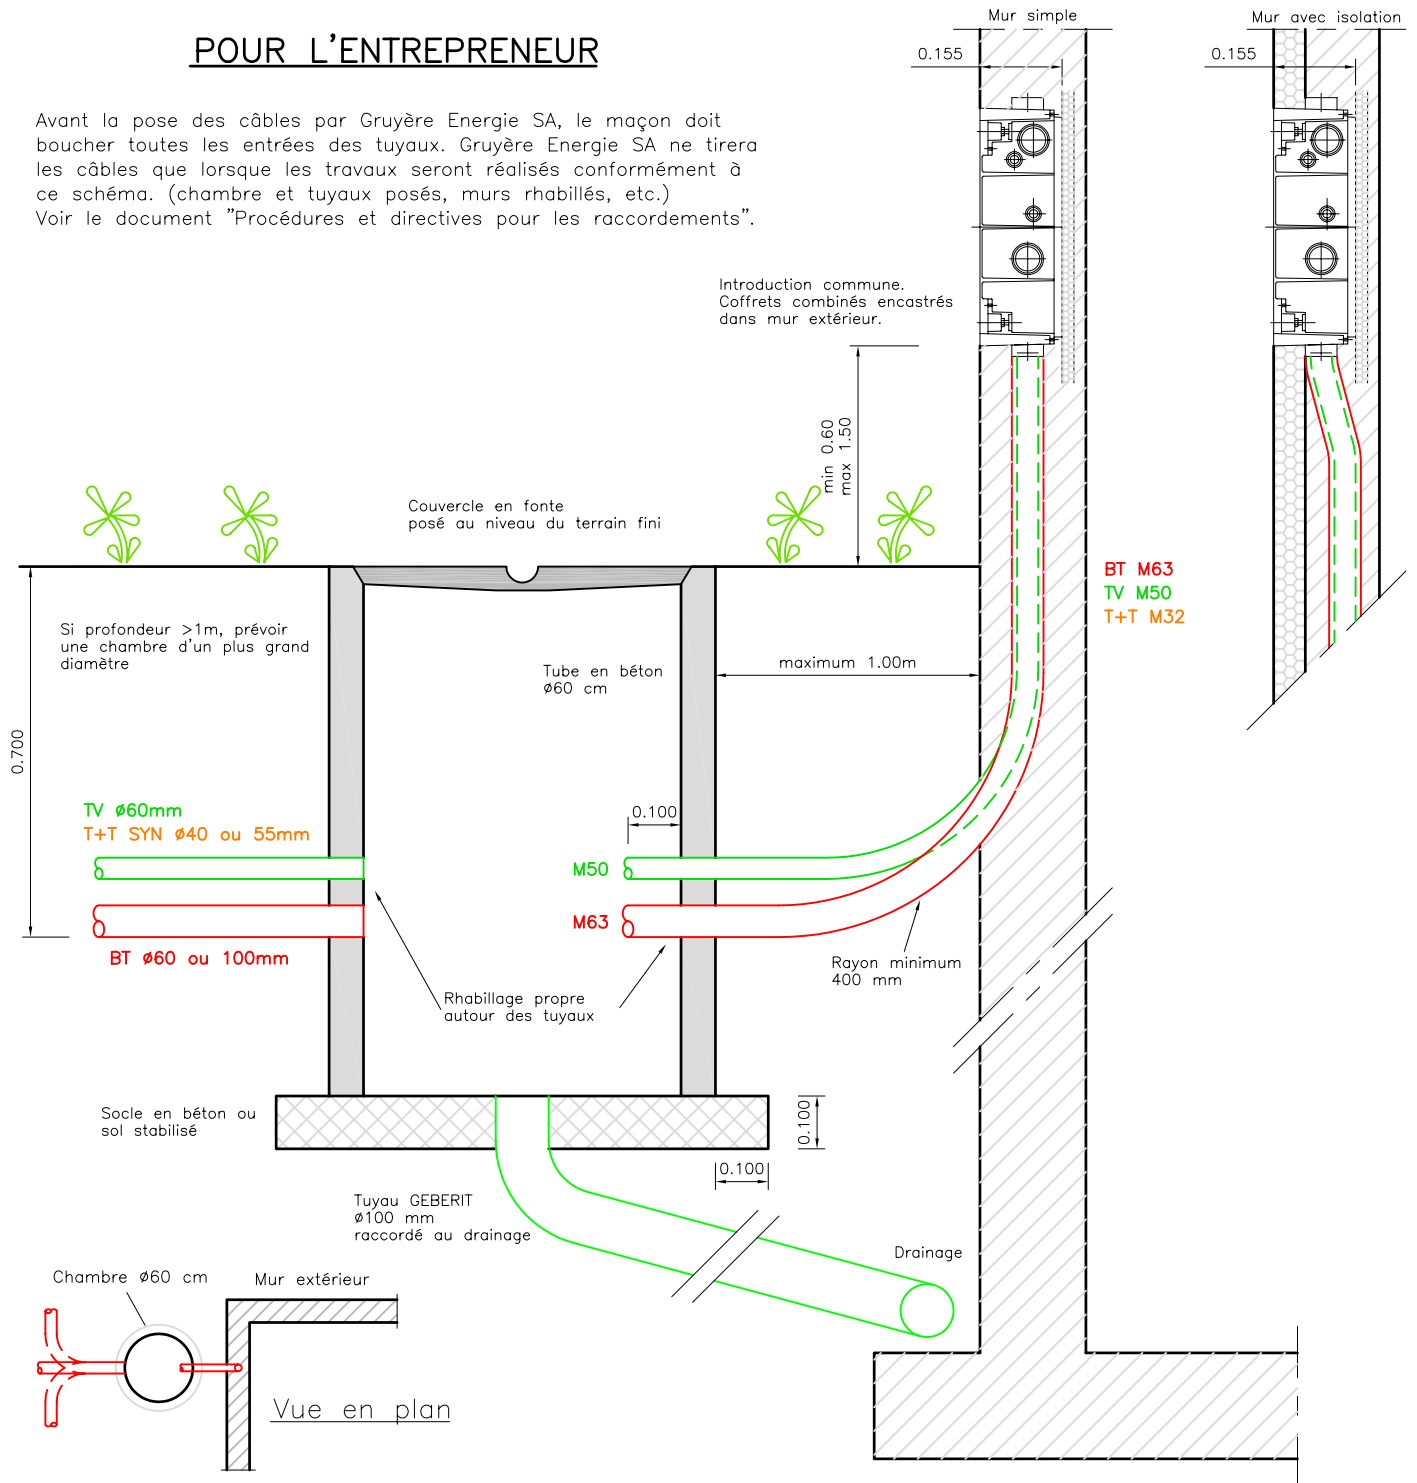 POUR L'ENTREPRENEUR
Avant la pose des câbles par Gruyère Energie SA, le maçon doit
boucher toutes les entrées des tuyaux. Gruyère Energie SA ne tirera
les câbles que lorsque les travaux seront réalisés conformément à
ce schéma. (chambre et tuyaux posés, murs rhabillés, etc.)
Voir le document "Procédures et directives pour les raccordements".
Mur simple
0.155
Mur avec isolation
0.155
Introduction commune.
Coffrets combinés encastrés
dans mur extérieur.
min 0.60
max 1.50
Couvercle en fonte
posé au niveau du terrain fini
BT M63
TV M50
T+T M32
Si profondeur >1m, prévoir
une chambre d'un plus grand
diamètre
Tube en béton
ø60 cm
maximum 1.00m
0.700
TV ø60mm
T+T SYN ø40 ou 55mm
0.100
M50
M63
BT ø60 ou 100mm
Rayon minimum
400 mm
Rhabillage propre
autour des tuyaux
Socle en béton ou
sol stabilisé
0.100
0.100
Tuyau GEBERIT
ø100 mm
raccordé au drainage
Drainage
Chambre ø60 cm
Mur extérieur
Vue en plan